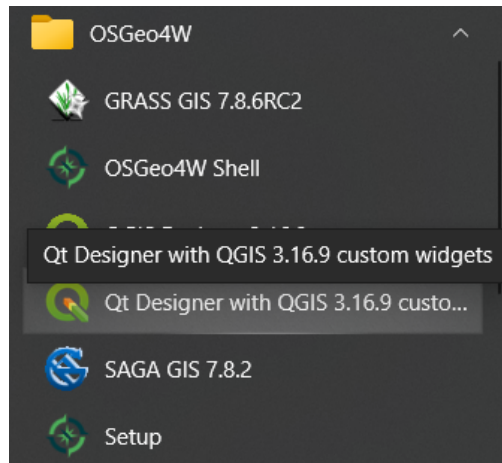 OSGeo4W
GRASS GIS 7.8.6RC2
OSGeo4W Shell
Qt Designer with QGIS 3.16.9 custom widgets
Qt Designer with QGIS 3.16.9 custo...
SAGA GIS 7.8.2
Setup